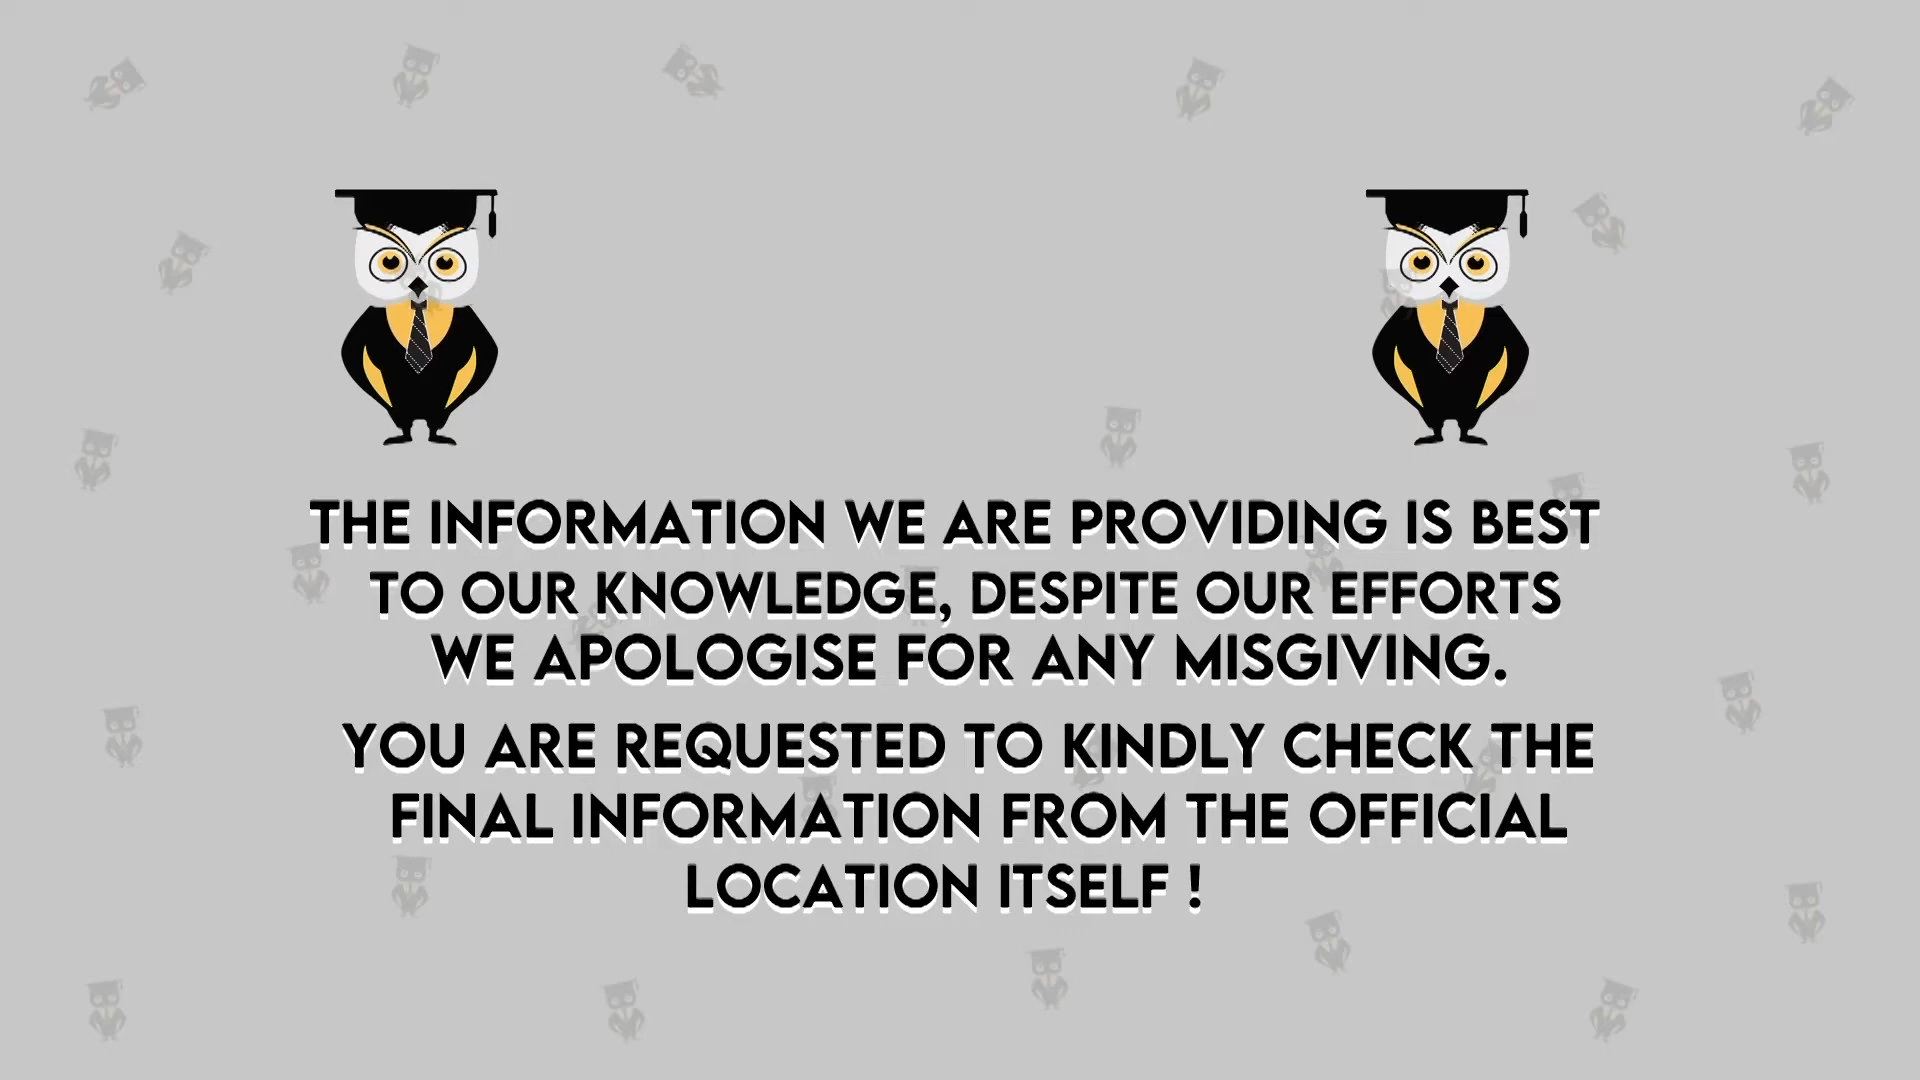 THE INFORMATION WE ARE PROVIDING IS BEST
TO OUR KNOWLEDGE, DESPITE OUR EFFORTS
WE APOLOGISE FOR ANY MISGIVING.
YOU ARE REQUESTED TO KINDLY CHECK THE
FINAL INFORMATION FROM THE OFFICIAL
LOCATION ITSELF !